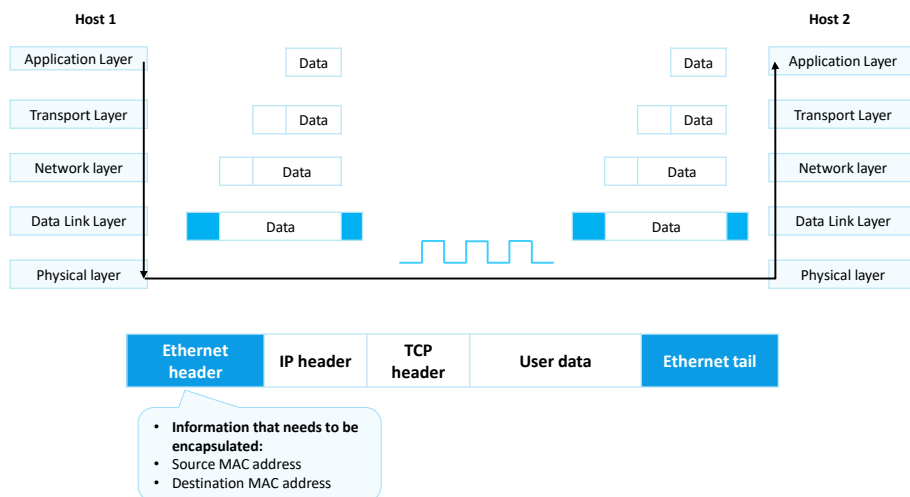 Host 1
Host 2
Application Layer
Data
Data
Application Layer
Transport Layer
Data
Data
Transport Layer
Network layer
Data
Data
Network layer
Data Link Layer
Data
Data
Data Link Layer
Physical layer
Physical layer
Ethernet
header
IP header
TCP
header
User data
Ethernet tail
• Information that needs to be
encapsulated:
• Source MAC address
• Destination MAC address